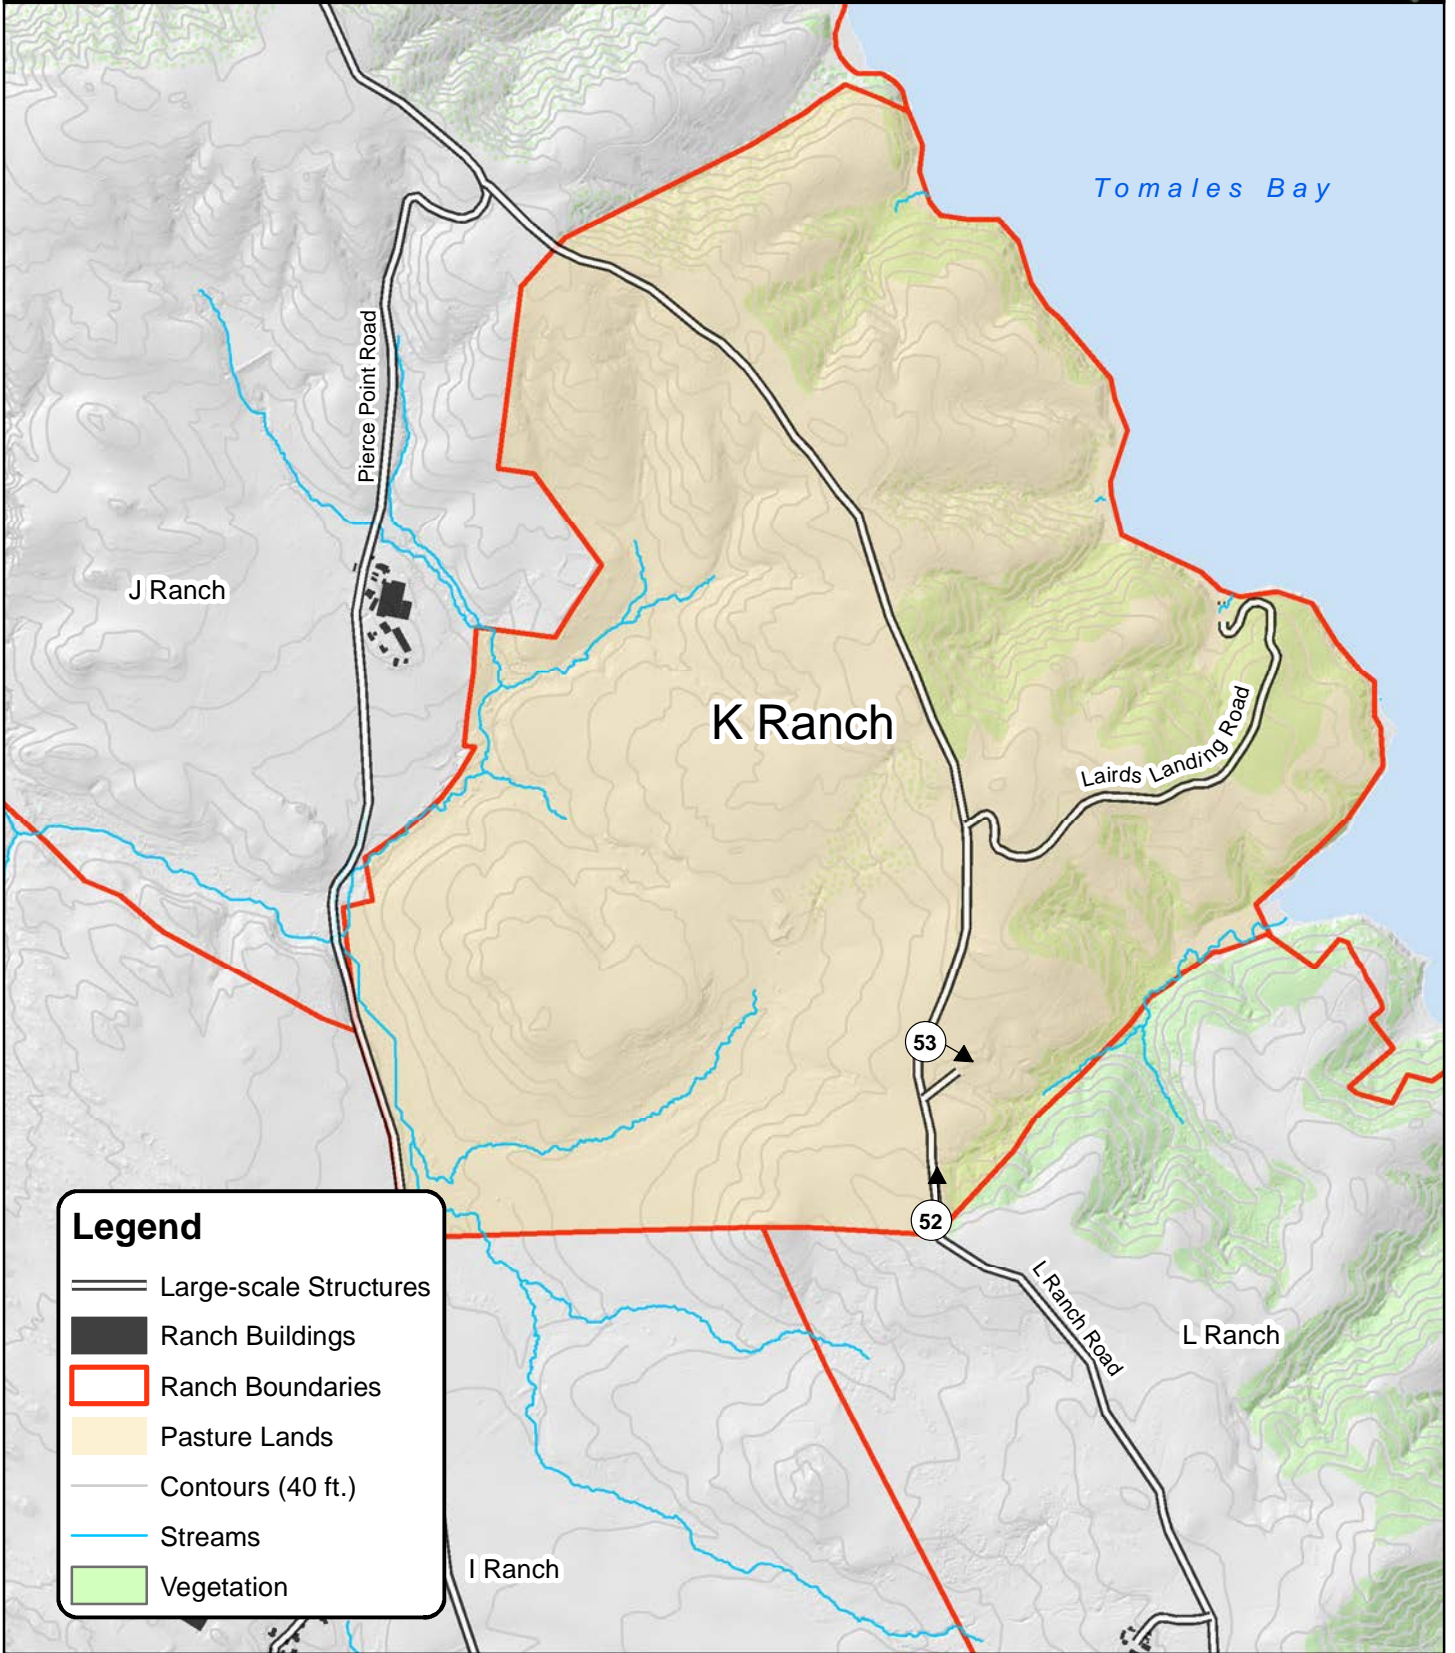 Tomales Bay
Pierce Point Road
J Ranch
K Ranch
Lairds Landing Road
53
52
L Ranch Road
L Ranch
I Ranch
Legend
Large-scale Structures
Ranch Buildings
Ranch Boundaries
Pasture Lands
Contours (40 ft.)
Streams
Vegetation